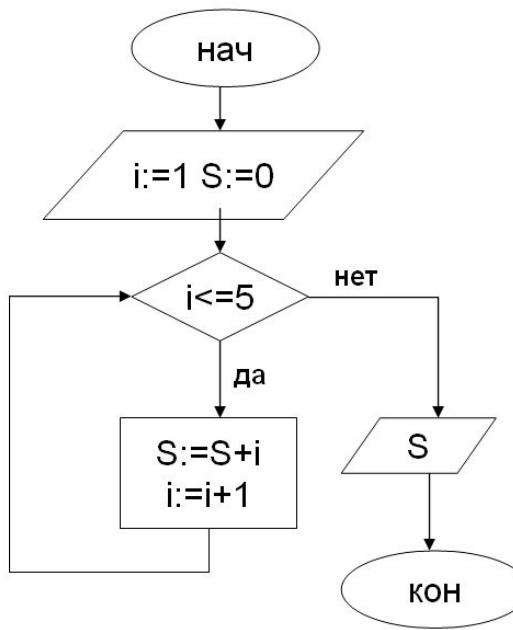 нач
i:=1 S:=0
i<=5
нет
да
S:=S+i
i:=i+1
S
кон